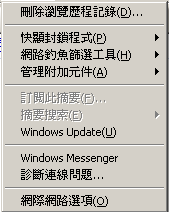 刪除瀏覽歷程記錄(D)...
快顯封鎖程式(P)
網路釣魚篩選工具(H)
管理附加元件(A)
訂閱此摘要(F)...
摘要搜索(E)
Windows Update(U)
Windows Messenger
診斷連線問題...
網際網路選項(O)